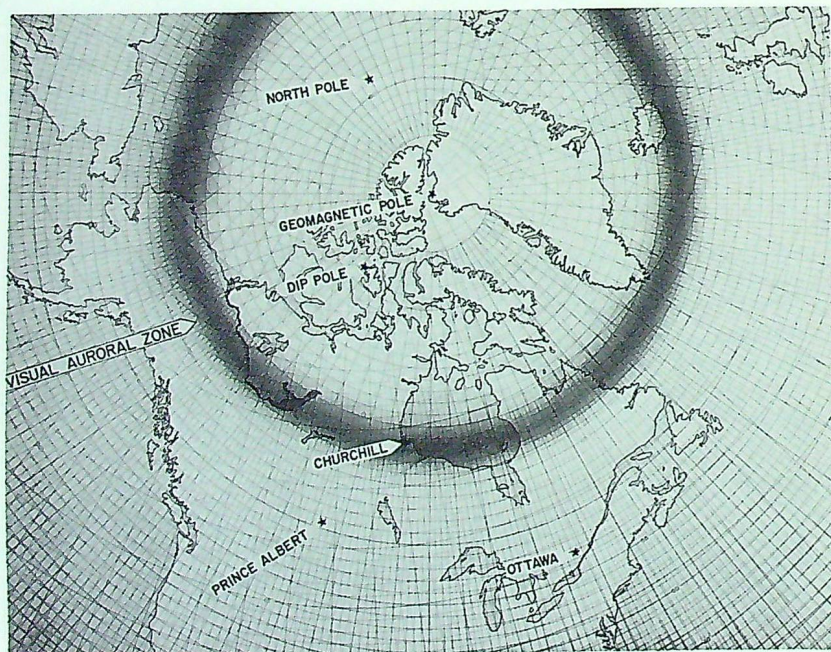 NORTH POLE
GEOMAGNETIC POLE
DIP POLE
VISUAL AURORAL ZONE
CHURCHILL
PRINCE ALBERT
OTTAWA